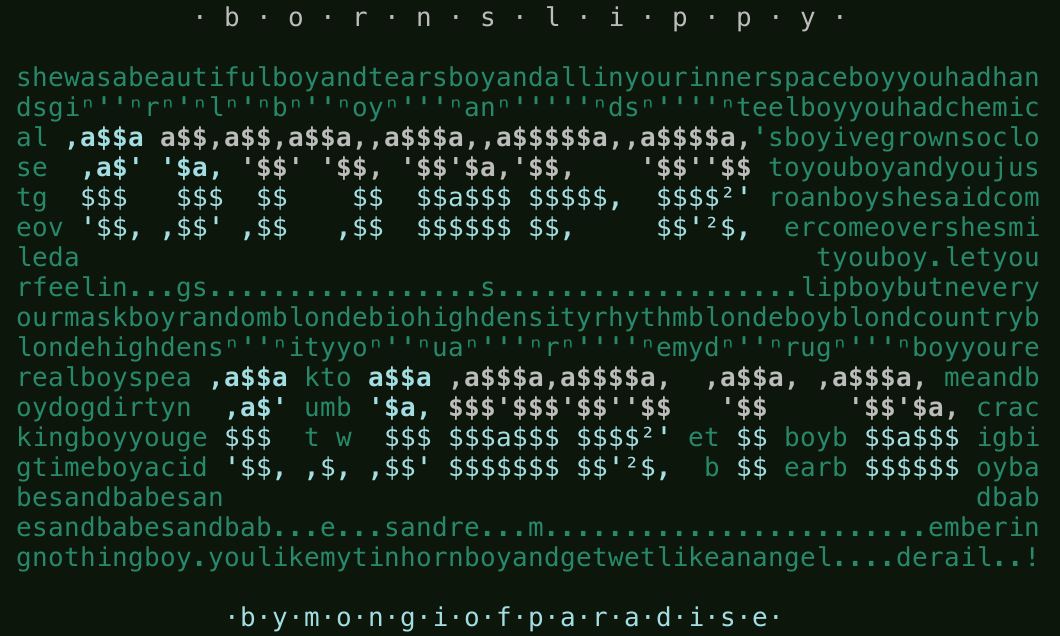 · b · o · r · n · s · l · i · p · p · y ·
shewasabeautifulboyandtearsboyandallinyourinnerspaceboyyouhadhan
dsgiⁿ''ⁿrⁿ'ⁿlⁿ'ⁿbⁿ''ⁿoyⁿ'''ⁿanⁿ'''''ⁿdsⁿ''''ⁿteelboyyouhadchemic
al ,a$$a a$$,a$$,a$$a,,a$$$a,,a$$$$$a,,a$$$$a,'sboyivegrownsoclo
se  ,a$' '$a, '$$' '$$, '$$'$a,'$$,    '$$''$$ toyouboyandyoujus
tg  $$$   $$$  $$    $$  $$a$$$ $$$$$,  $$$$²' roanboyshesaidcom
eov '$$, ,$$' ,$$   ,$$  $$$$$$ $$,     $$'²$,  ercomeovershesmi
leda                                              tyouboy.letyou
rfeelin...gs.................s...................lipboybutnevery
ourmaskboyrandomblondebiohighdensityrhythmblondeboyblondcountryb
londehighdensⁿ''ⁿityyoⁿ''ⁿuaⁿ'''ⁿrⁿ''''ⁿemydⁿ''ⁿrugⁿ'''ⁿboyyoure
realboyspea ,a$$a kto a$$a ,a$$$a,a$$$$a,  ,a$$a, ,a$$$a, meandb
oydogdirtyn  ,a$' umb '$a, $$$'$$$'$$''$$   '$$     '$$'$a, crac
kingboyyouge $$$  t w  $$$ $$$a$$$ $$$$²' et $$ boyb $$a$$$ igbi
gtimeboyacid '$$, ,$, ,$$' $$$$$$$ $$'²$,  b $$ earb $$$$$$ oyba
besandbabesan                                               dbab
esandbabesandbab...e...sandre...m........................emberin
gnothingboy.youlikemytinhornboyandgetwetlikeanangel....derail..!
·b·y·m·o·n·g·i·o·f·p·a·r·a·d·i·s·e·